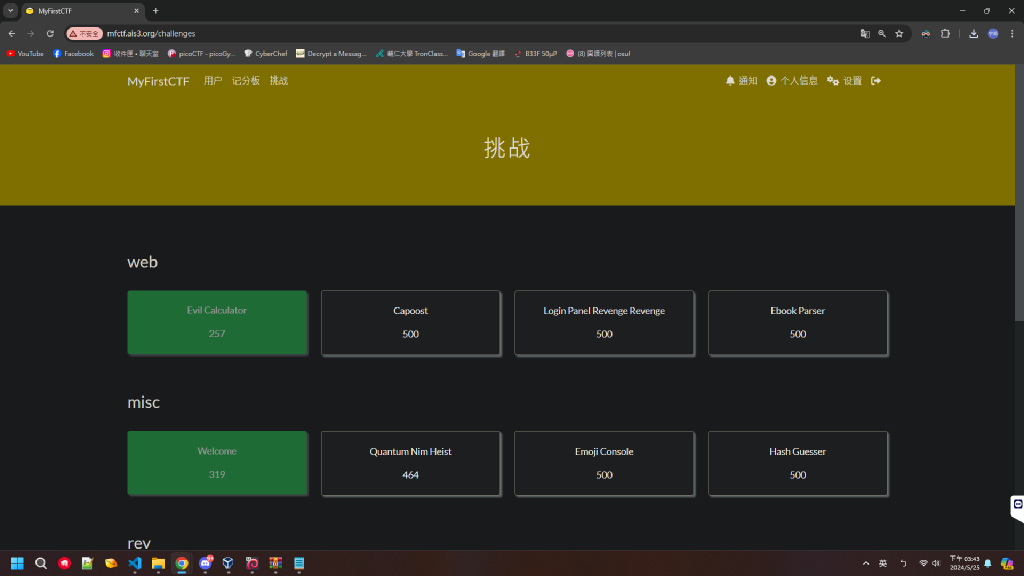 MyFirstCTF
不安全 mfctf.ais3.org/challenges
YouTube Facebook 收件匣 • 聊天室 picoCTF - picoGy... CyberChef Decrypt a Messag... 輔仁大學 TronClass... Google 翻譯 B33F 50μP (8) 圖譜列表 | osu!
MyFirstCTF 用户 记分板 挑战 通知 个人信息 设置
挑战
web
Evil Calculator Capoost Login Panel Revenge Revenge Ebook Parser
257 500 500 500
misc
Welcome Quantum Nim Heist Emoji Console Hash Guesser
319 464 500 500
rev
英 下午 03:43
2024/5/25